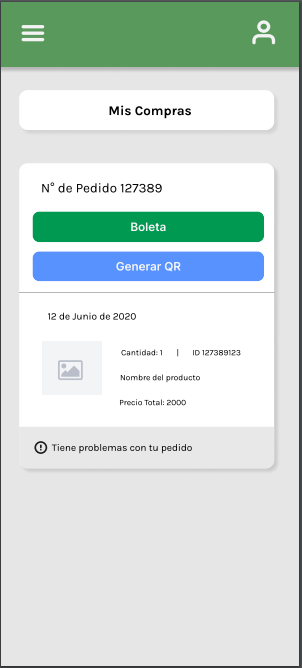 Mis Compras
N° de Pedido 127389
Boleta
Generar QR
12 de Junio de 2020
Cantidad: 1 | ID 127389123
Nombre del producto
Precio Total: 2000
Tiene problemas con tu pedido